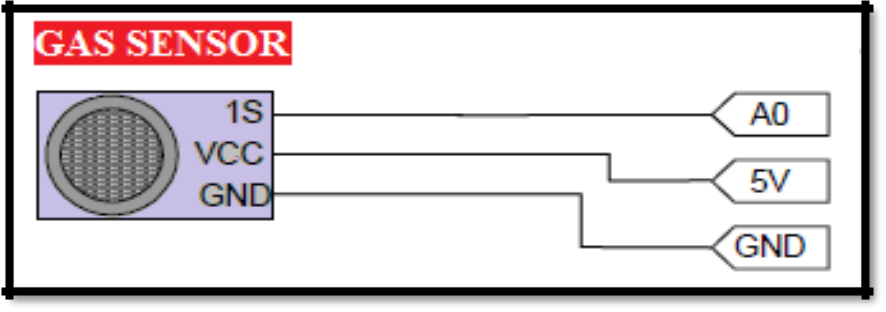 GAS SENSOR
1S
A0
VCC
5V
GND
GND